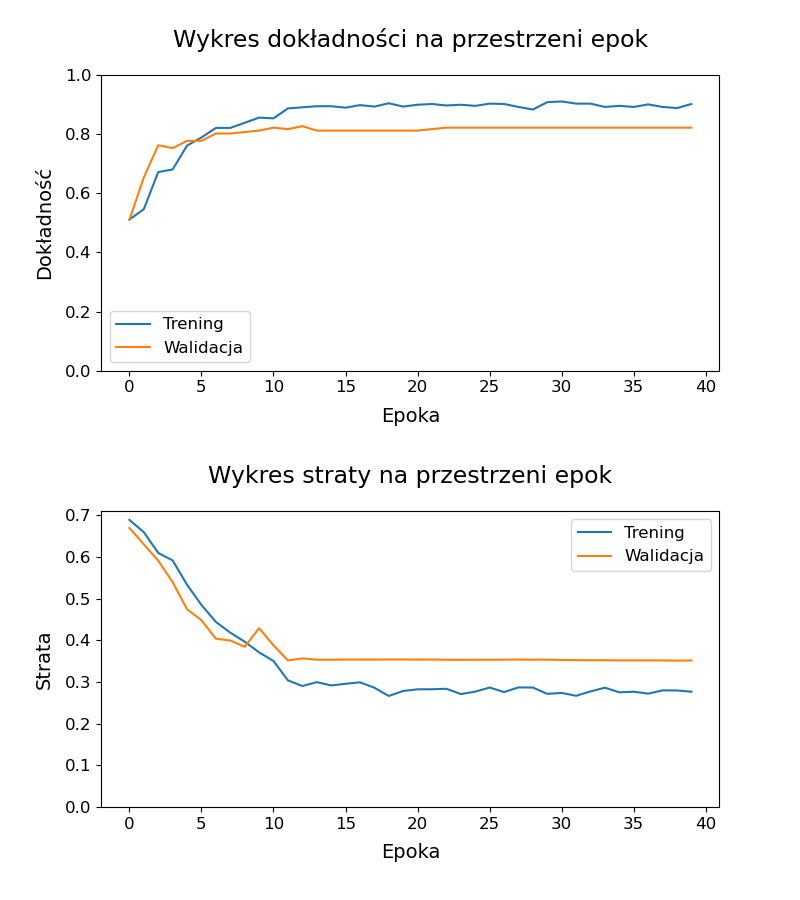 Wykres dokładności na przestrzeni epok
1.0
0.8
0.6
0.4
0.2
0.0
Dokładność
Trening
Walidacja
0 5 10 15 20 25 30 35 40
Epoka
Wykres straty na przestrzeni epok
0.7
0.6
0.5
0.4
0.3
0.2
0.1
0.0
Strata
Trening
Walidacja
0 5 10 15 20 25 30 35 40
Epoka